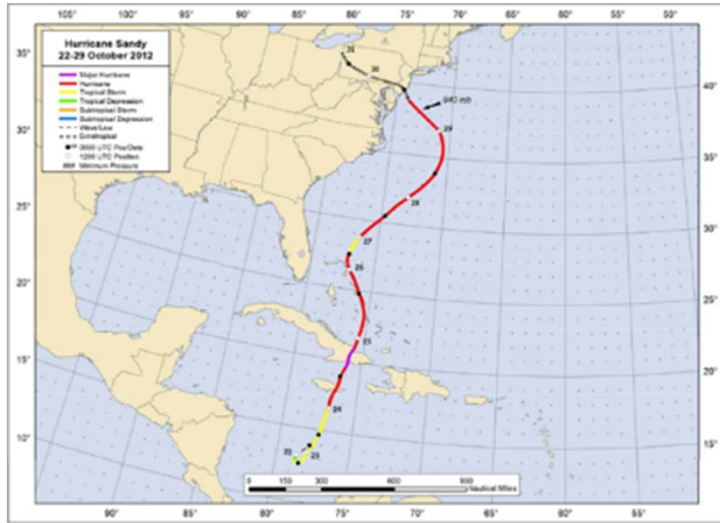 105°
100°
95°
90°
85°
80°
75°
70°
65°
60°
55°
Hurricane Sandy
22-29 October 2012
Major Hurricane
Hurricane
Tropical Storm
Tropical Depression
Subtropical Storm
Subtropical Depression
Wave/Low
Extratropical
0000 UTC Pos/Date
1200 UTC Position
Minimum Pressure
35°
30°
25°
20°
15°
10°
40°
35°
30°
25°
20°
15°
31
30
940 mb
29
28
27
26
25
24
23
22
0 150 300 600 900
Nautical Miles
90°
85°
80°
75°
70°
65°
60°
55°